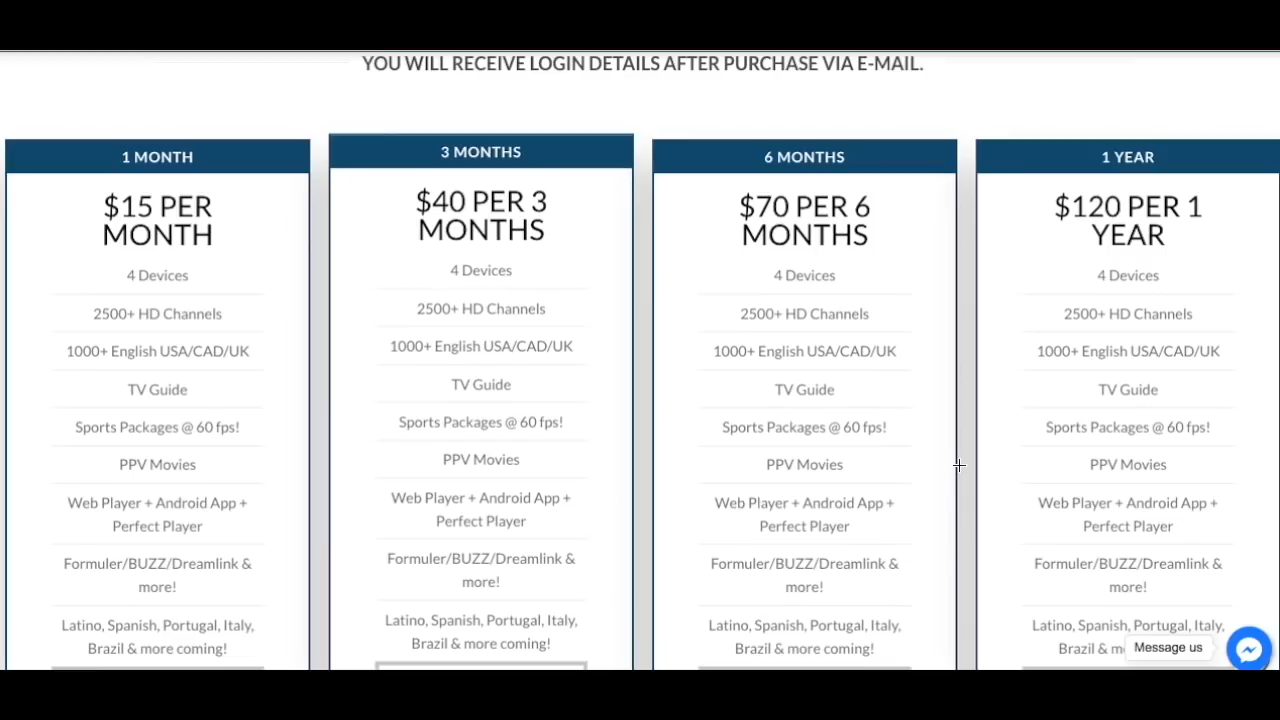 YOU WILL RECEIVE LOGIN DETAILS AFTER PURCHASE VIA E-MAIL.
1 MONTH
$15 PER
MONTH
4 Devices
2500+ HD Channels
1000+ English USA/CAD/UK
TV Guide
Sports Packages @ 60 fps!
PPV Movies
Web Player + Android App +
Perfect Player
Formuler/BUZZ/Dreamlink &
more!
Latino, Spanish, Portugal, Italy,
Brazil & more coming!
3 MONTHS
$40 PER 3
MONTHS
4 Devices
2500+ HD Channels
1000+ English USA/CAD/UK
TV Guide
Sports Packages @ 60 fps!
PPV Movies
Web Player + Android App +
Perfect Player
Formuler/BUZZ/Dreamlink &
more!
Latino, Spanish, Portugal, Italy,
Brazil & more coming!
6 MONTHS
$70 PER 6
MONTHS
4 Devices
2500+ HD Channels
1000+ English USA/CAD/UK
TV Guide
Sports Packages @ 60 fps!
PPV Movies
Web Player + Android App +
Perfect Player
Formuler/BUZZ/Dreamlink &
more!
Latino, Spanish, Portugal, Italy,
Brazil & more coming!
1 YEAR
$120 PER 1
YEAR
4 Devices
2500+ HD Channels
1000+ English USA/CAD/UK
TV Guide
Sports Packages @ 60 fps!
PPV Movies
Web Player + Android App +
Perfect Player
Formuler/BUZZ/Dreamlink &
more!
Latino, Spanish, Portugal, Italy,
Brazil &
Message us